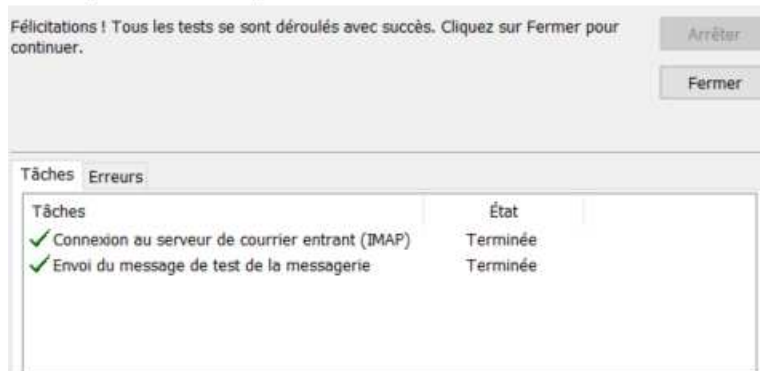 Félicitations ! Tous les tests se sont déroulés avec succès. Cliquez sur Fermer pour
continuer.
Arrêter
Fermer
Tâches Erreurs
Tâches État
Connexion au serveur de courrier entrant (IMAP) Terminée
Envoi du message de test de la messagerie Terminée